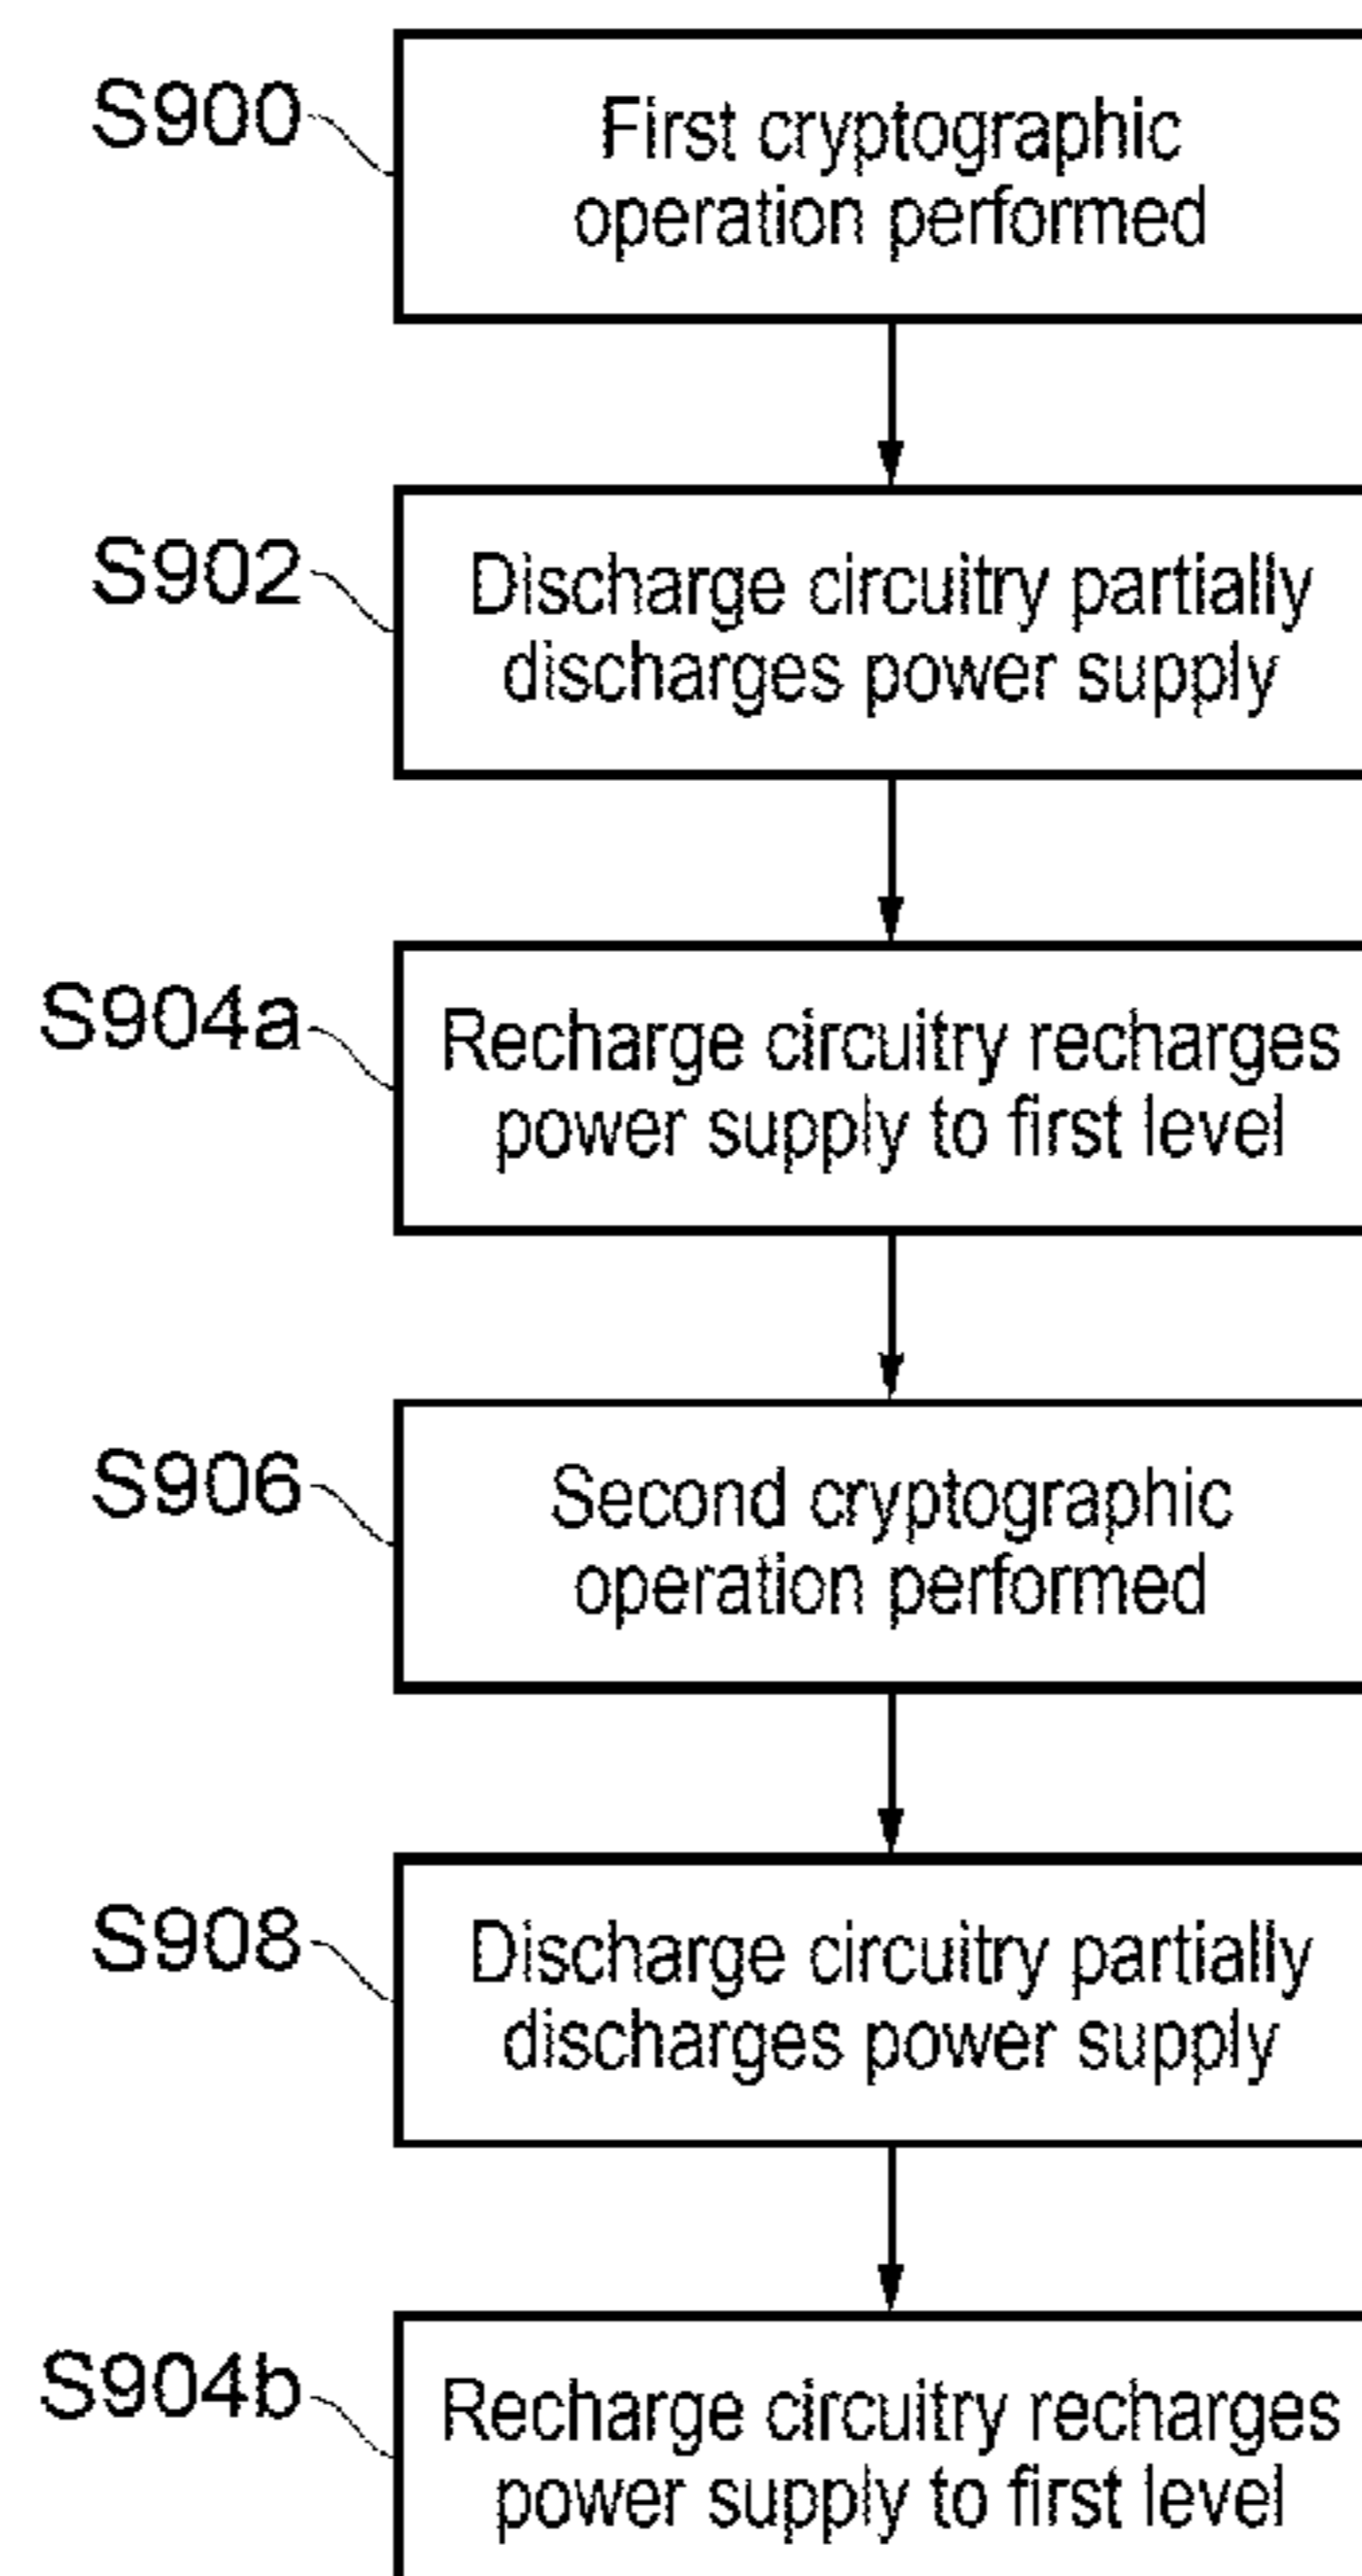 S900
First cryptographic
operation performed
S902
Discharge circuitry partially
discharges power supply
S904a
Recharge circuitry recharges
power supply to first level
S906
Second cryptographic
operation performed
S908
Discharge circuitry partially
discharges power supply
S904b
Recharge circuitry recharges
power supply to first level